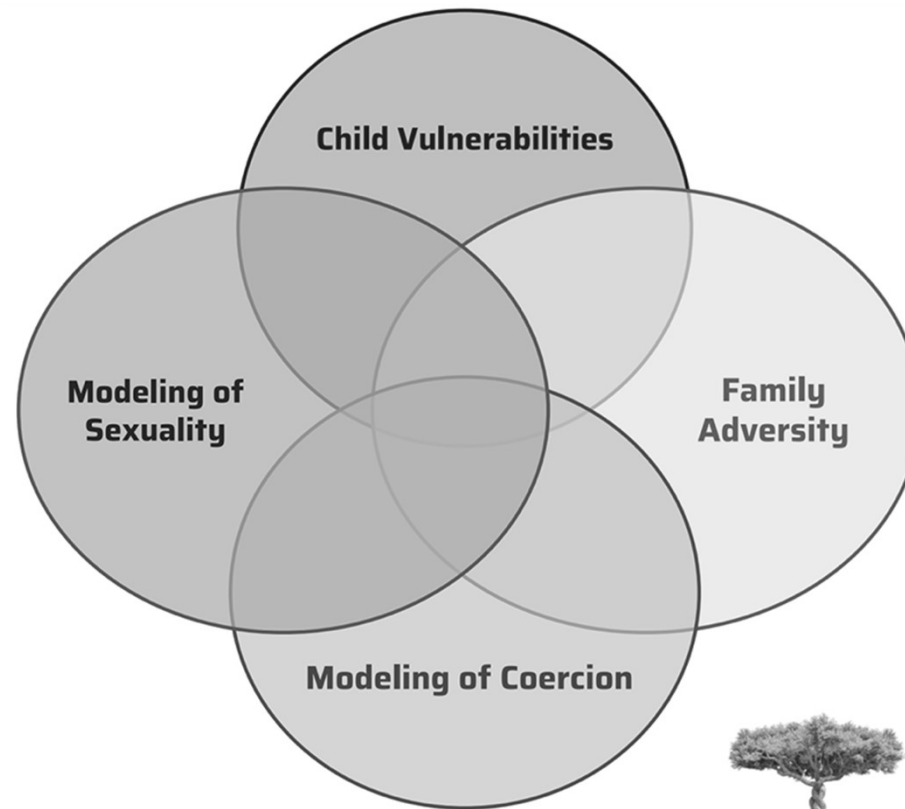 Child Vulnerabilities
Modeling of
Sexuality
Family
Adversity
Modeling of Coercion